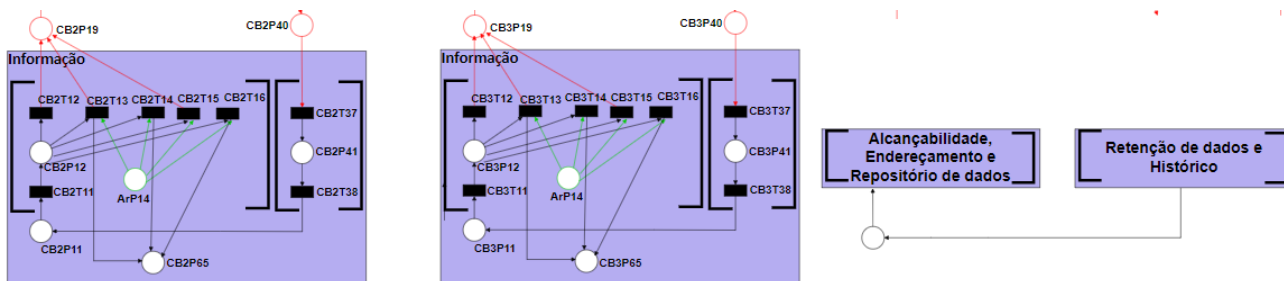 CB2P19
CB2P40
Informação
CB2T12 CB2T13 CB2T14 CB2T15 CB2T16
CB2T37
CB2P12
CB2P41
CB2T11
ArP14
CB2T38
CB2P11
CB2P65
CB3P19
CB3P40
Informação
CB3T12 CB3T13 CB3T14 CB3T15 CB3T16
CB3T37
CB3P12
CB3P41
CB3T11
ArP14
CB3T38
CB3P11
CB3P65
Alcançabilidade,
Endereçamento e
Repositório de dados
Retenção de dados e
Histórico